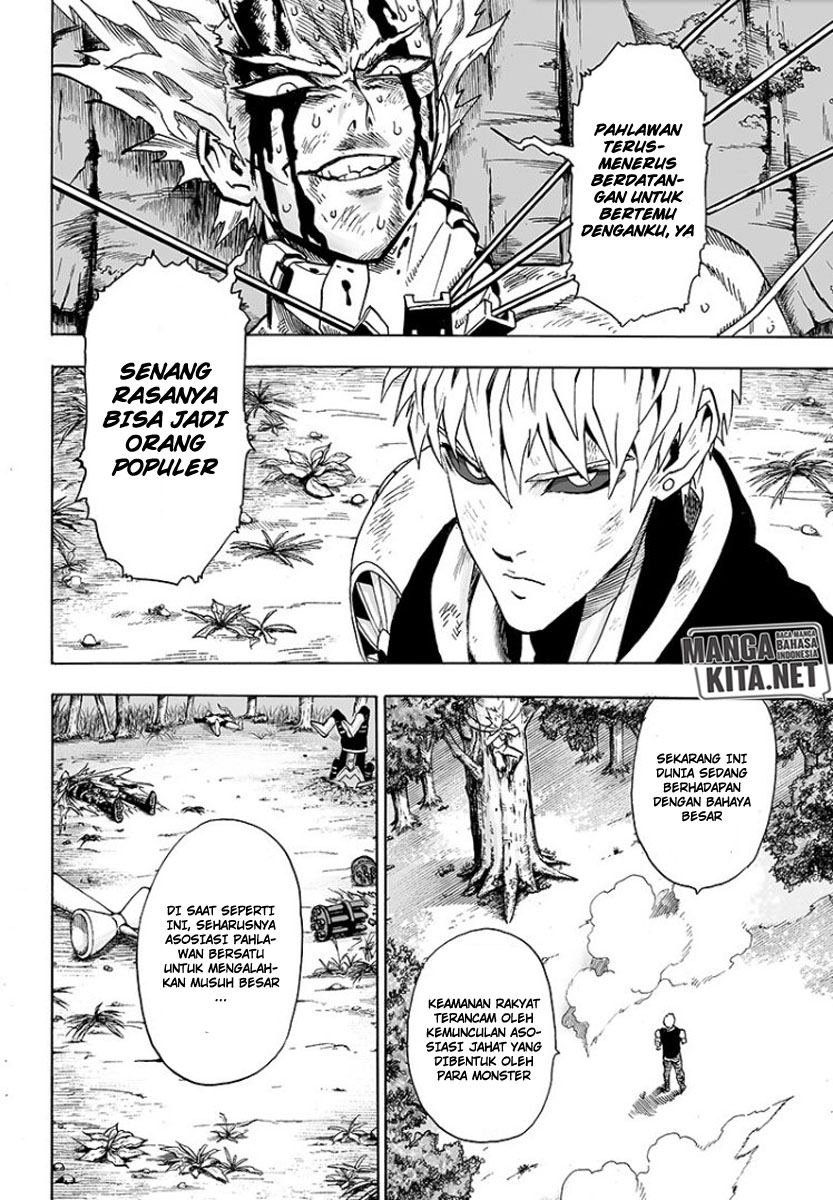 PAHLAWAN
TERUS-
MENERUS
BERDATAN-
GAN UNTUK
BERTEMU
DENGANKU, YA
SENANG
RASANYA
BISA JADI
ORANG
POPULER
MANGA
BACA MANGA
BAHASA
INDONESIA
KITA.NET
SEKARANG INI
DUNIA SEDANG
BERHADAPAN
DENGAN BAHAYA
BESAR
KEAMANAN RAKYAT
TERANCAM OLEH
KEMUNCULAN ASO-
SIASI JAHAT YANG
DIBENTUK OLEH
PARA MONSTER
DI SAAT SEPERTI
INI, SEHARUSNYA
ASOSIASI PAHLA-
WAN BERSATU
UNTUK MENGALAH-
KAN MUSUH BESAR
...